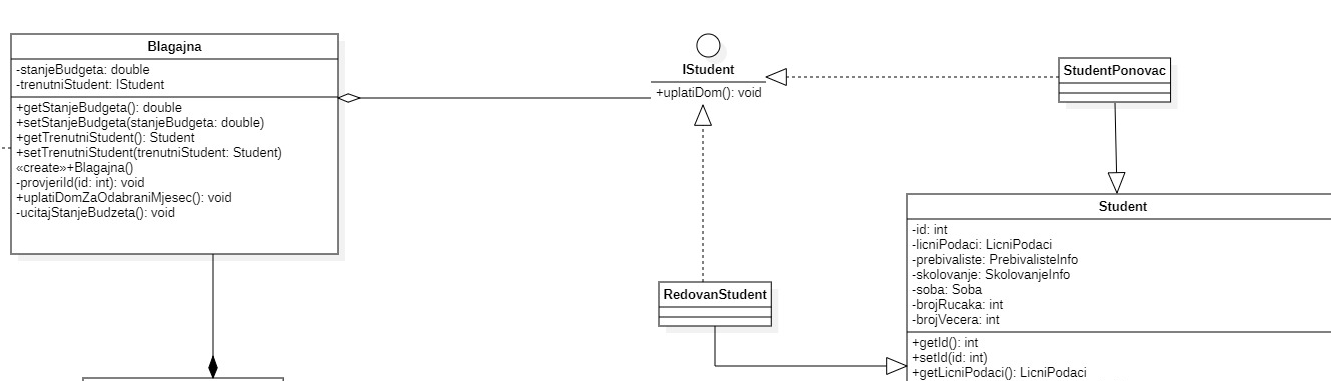 Blagajna
-stanjeBudgeta: double
-trenutniStudent: IStudent
+getStanjeBudgeta(): double
+setStanjeBudgeta(stanjeBudgeta: double)
+getTrenutniStudent(): Student
+setTrenutniStudent(trenutniStudent: Student)
«create»+Blagajna()
-provjeriId(id: int): void
+uplatiDomZaOdabraniMjesec(): void
-ucitajStanjeBudzeta(): void
IStudent
+uplatiDom(): void
StudentPonovac
RedovanStudent
Student
-id: int
-licniPodaci: LicniPodaci
-prebivaliste: PrebivalisteInfo
-skolovanje: SkolovanjeInfo
-soba: Soba
-brojRucaka: int
-brojVecera: int
+getId(): int
+setId(id: int)
+getLicniPodaci(): LicniPodaci